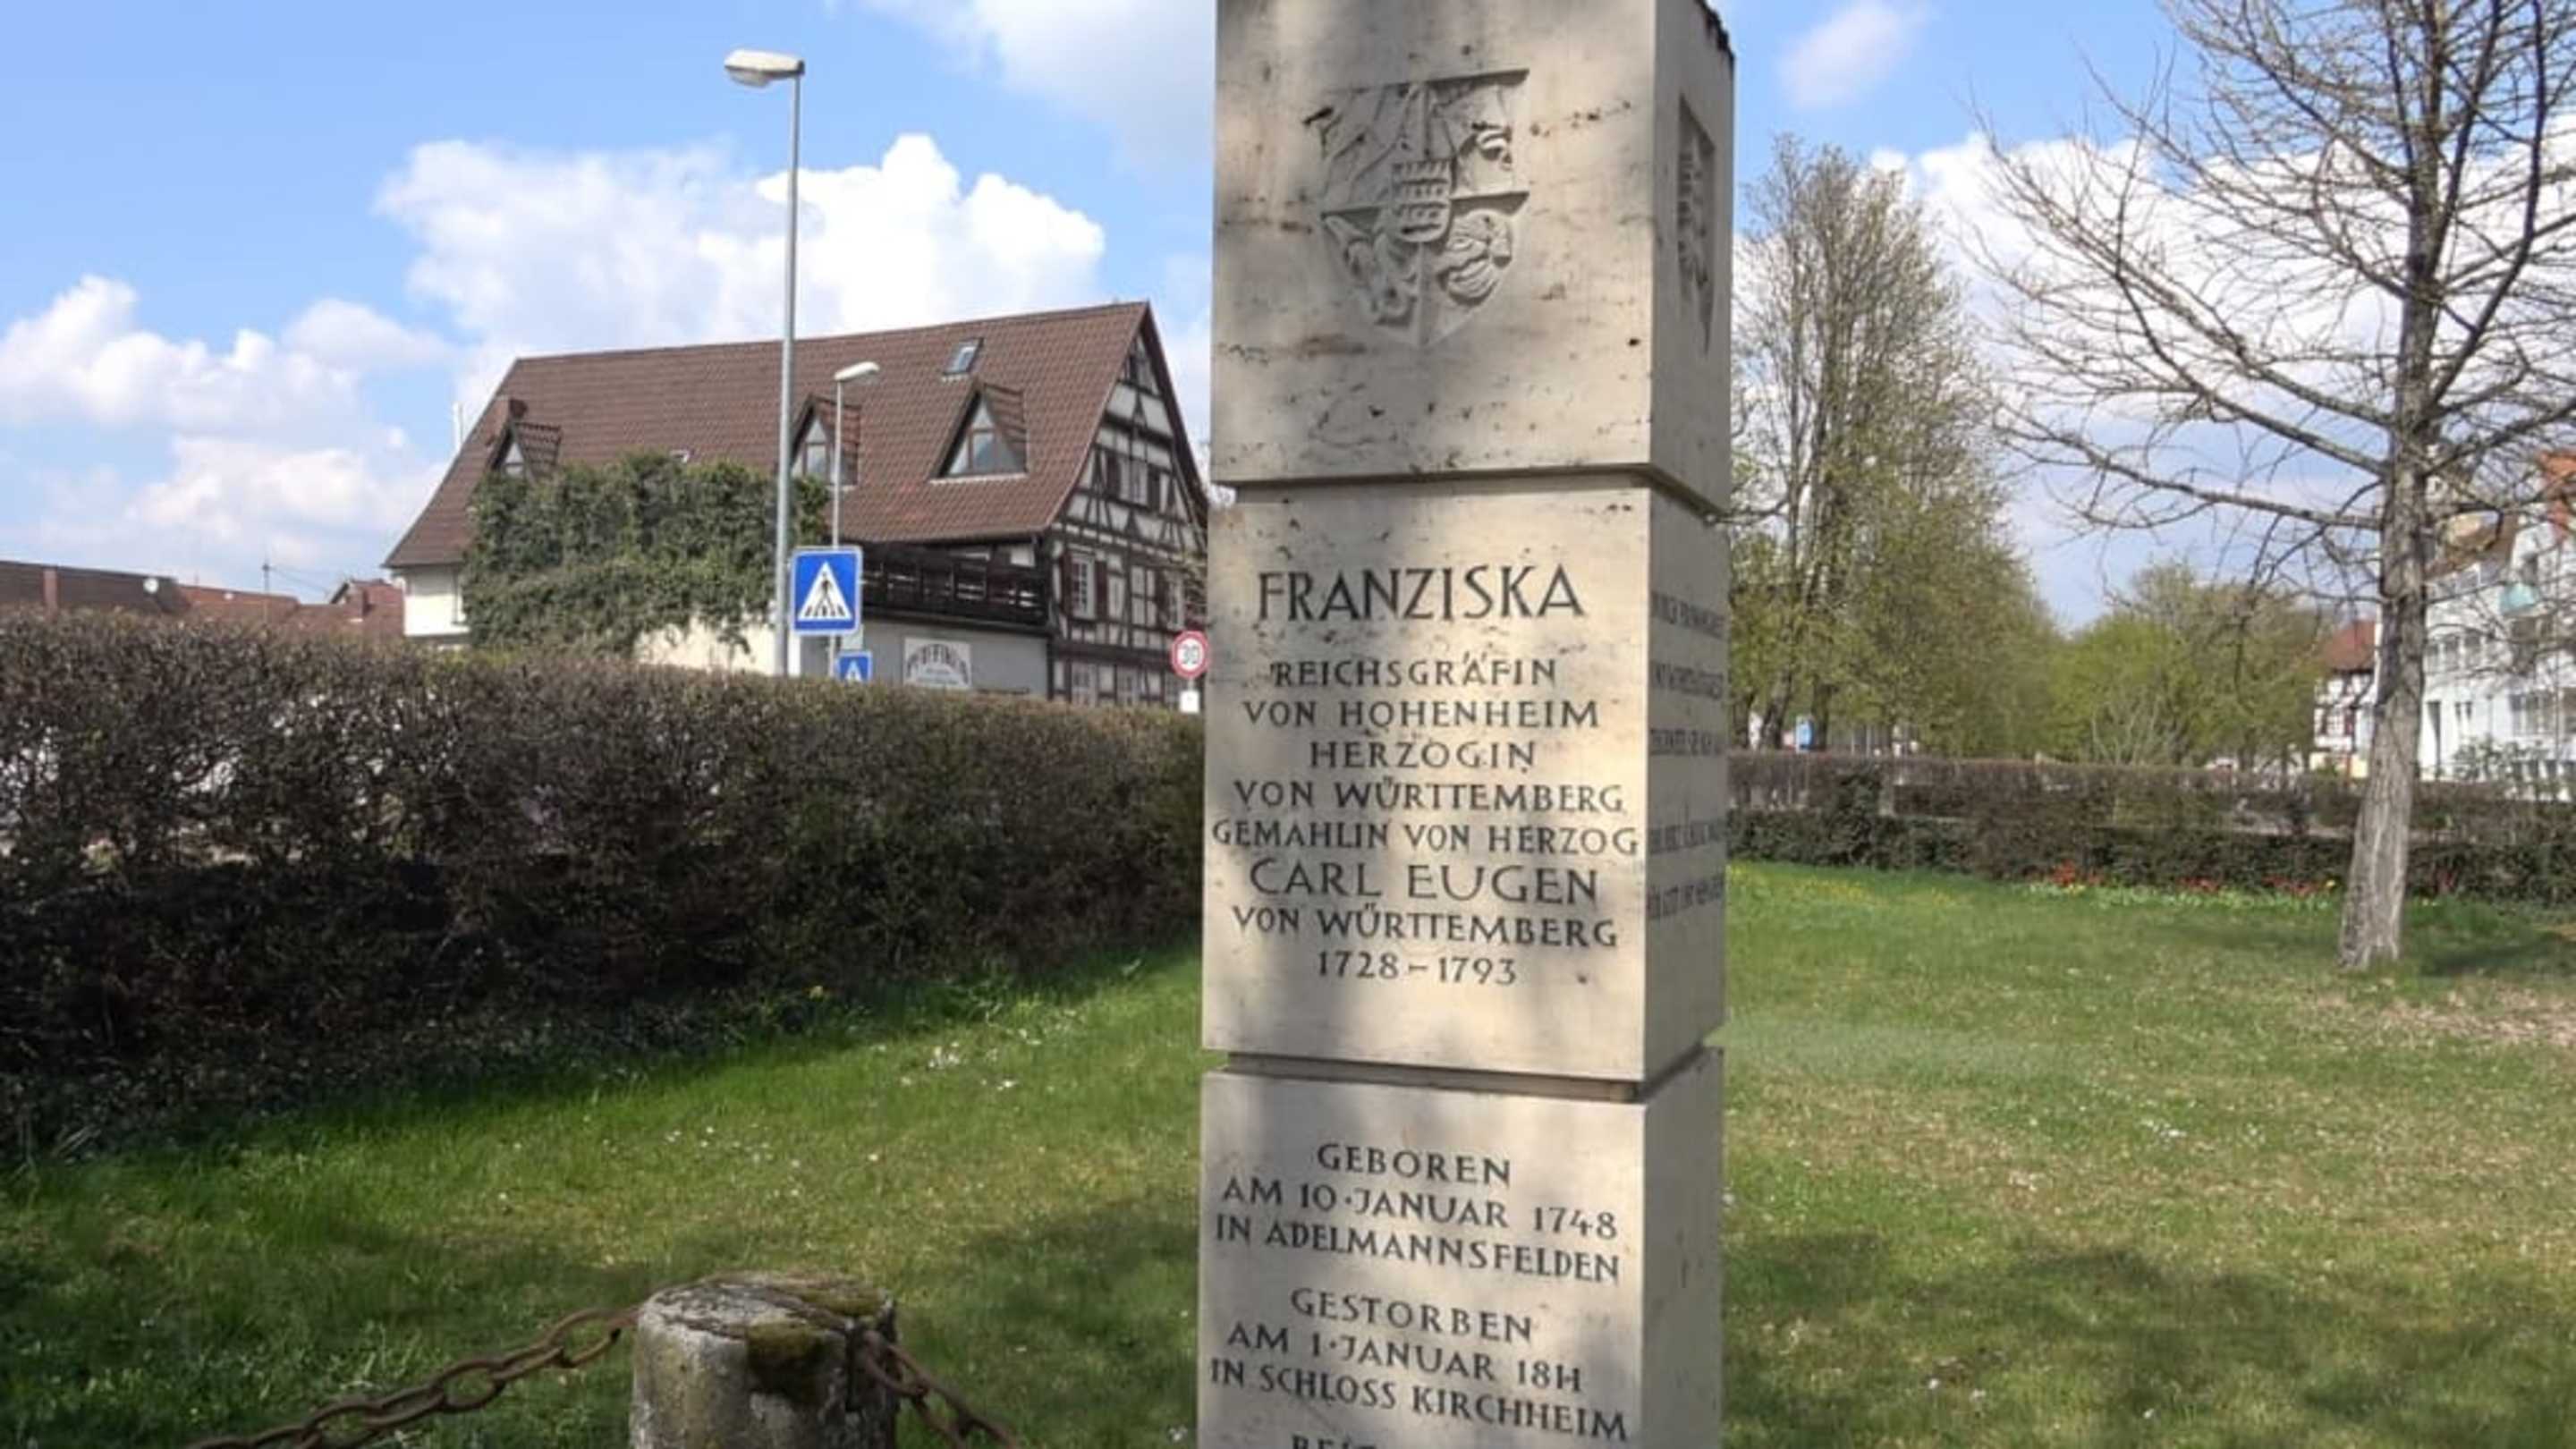 FRANZISKA
REICHSGRÄFIN
VON HOHENHEIM
HERZOGIN
VON WÜRTTEMBERG
GEMAHLIN VON HERZOG
CARL EUGEN
VON WÜRTTEMBERG
1728-1793
GEBOREN
AM 10·JANUAR 1748
IN ADELMANNSFELDEN
GESTORBEN
AM 1·JANUAR 1811
IN SCHLOSS KIRCHHEIM
30